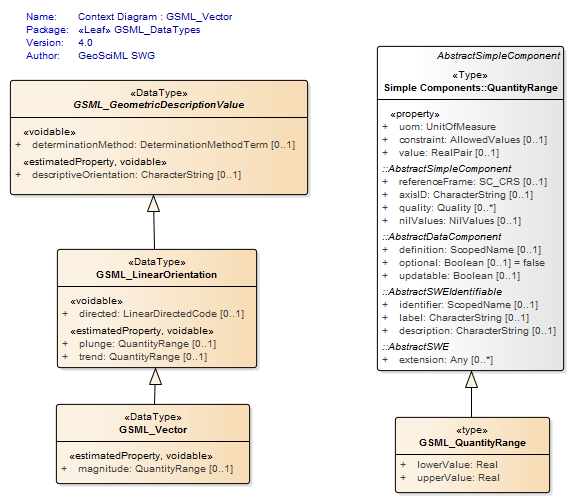 Name: Context Diagram : GSML_Vector
Package: «Leaf» GSML_DataTypes
Version: 4.0
Author: GeoSciML SWG
«DataType»
GSML_GeometricDescriptionValue
«voidable»
+ determinationMethod: DeterminationMethodTerm [0..1]
«estimatedProperty, voidable»
+ descriptiveOrientation: CharacterString [0..1]
«DataType»
GSML_LinearOrientation
«voidable»
+ directed: LinearDirectedCode [0..1]
«estimatedProperty, voidable»
+ plunge: QuantityRange [0..1]
+ trend: QuantityRange [0..1]
«DataType»
GSML_Vector
«estimatedProperty, voidable»
+ magnitude: QuantityRange [0..1]
AbstractSimpleComponent
«Type»
Simple Components::QuantityRange
«property»
+ uom: UnitOfMeasure
+ constraint: AllowedValues [0..1]
+ value: RealPair [0..1]
::AbstractSimpleComponent
+ referenceFrame: SC_CRS [0..1]
+ axisID: CharacterString [0..1]
+ quality: Quality [0..*]
+ nilValues: NilValues [0..1]
::AbstractDataComponent
+ definition: ScopedName [0..1]
+ optional: Boolean [0..1] = false
+ updatable: Boolean [0..1]
::AbstractSWEIdentifiable
+ identifier: ScopedName [0..1]
+ label: CharacterString [0..1]
+ description: CharacterString [0..1]
::AbstractSWE
+ extension: Any [0..*]
«type»
GSML_QuantityRange
+ lowerValue: Real
+ upperValue: Real